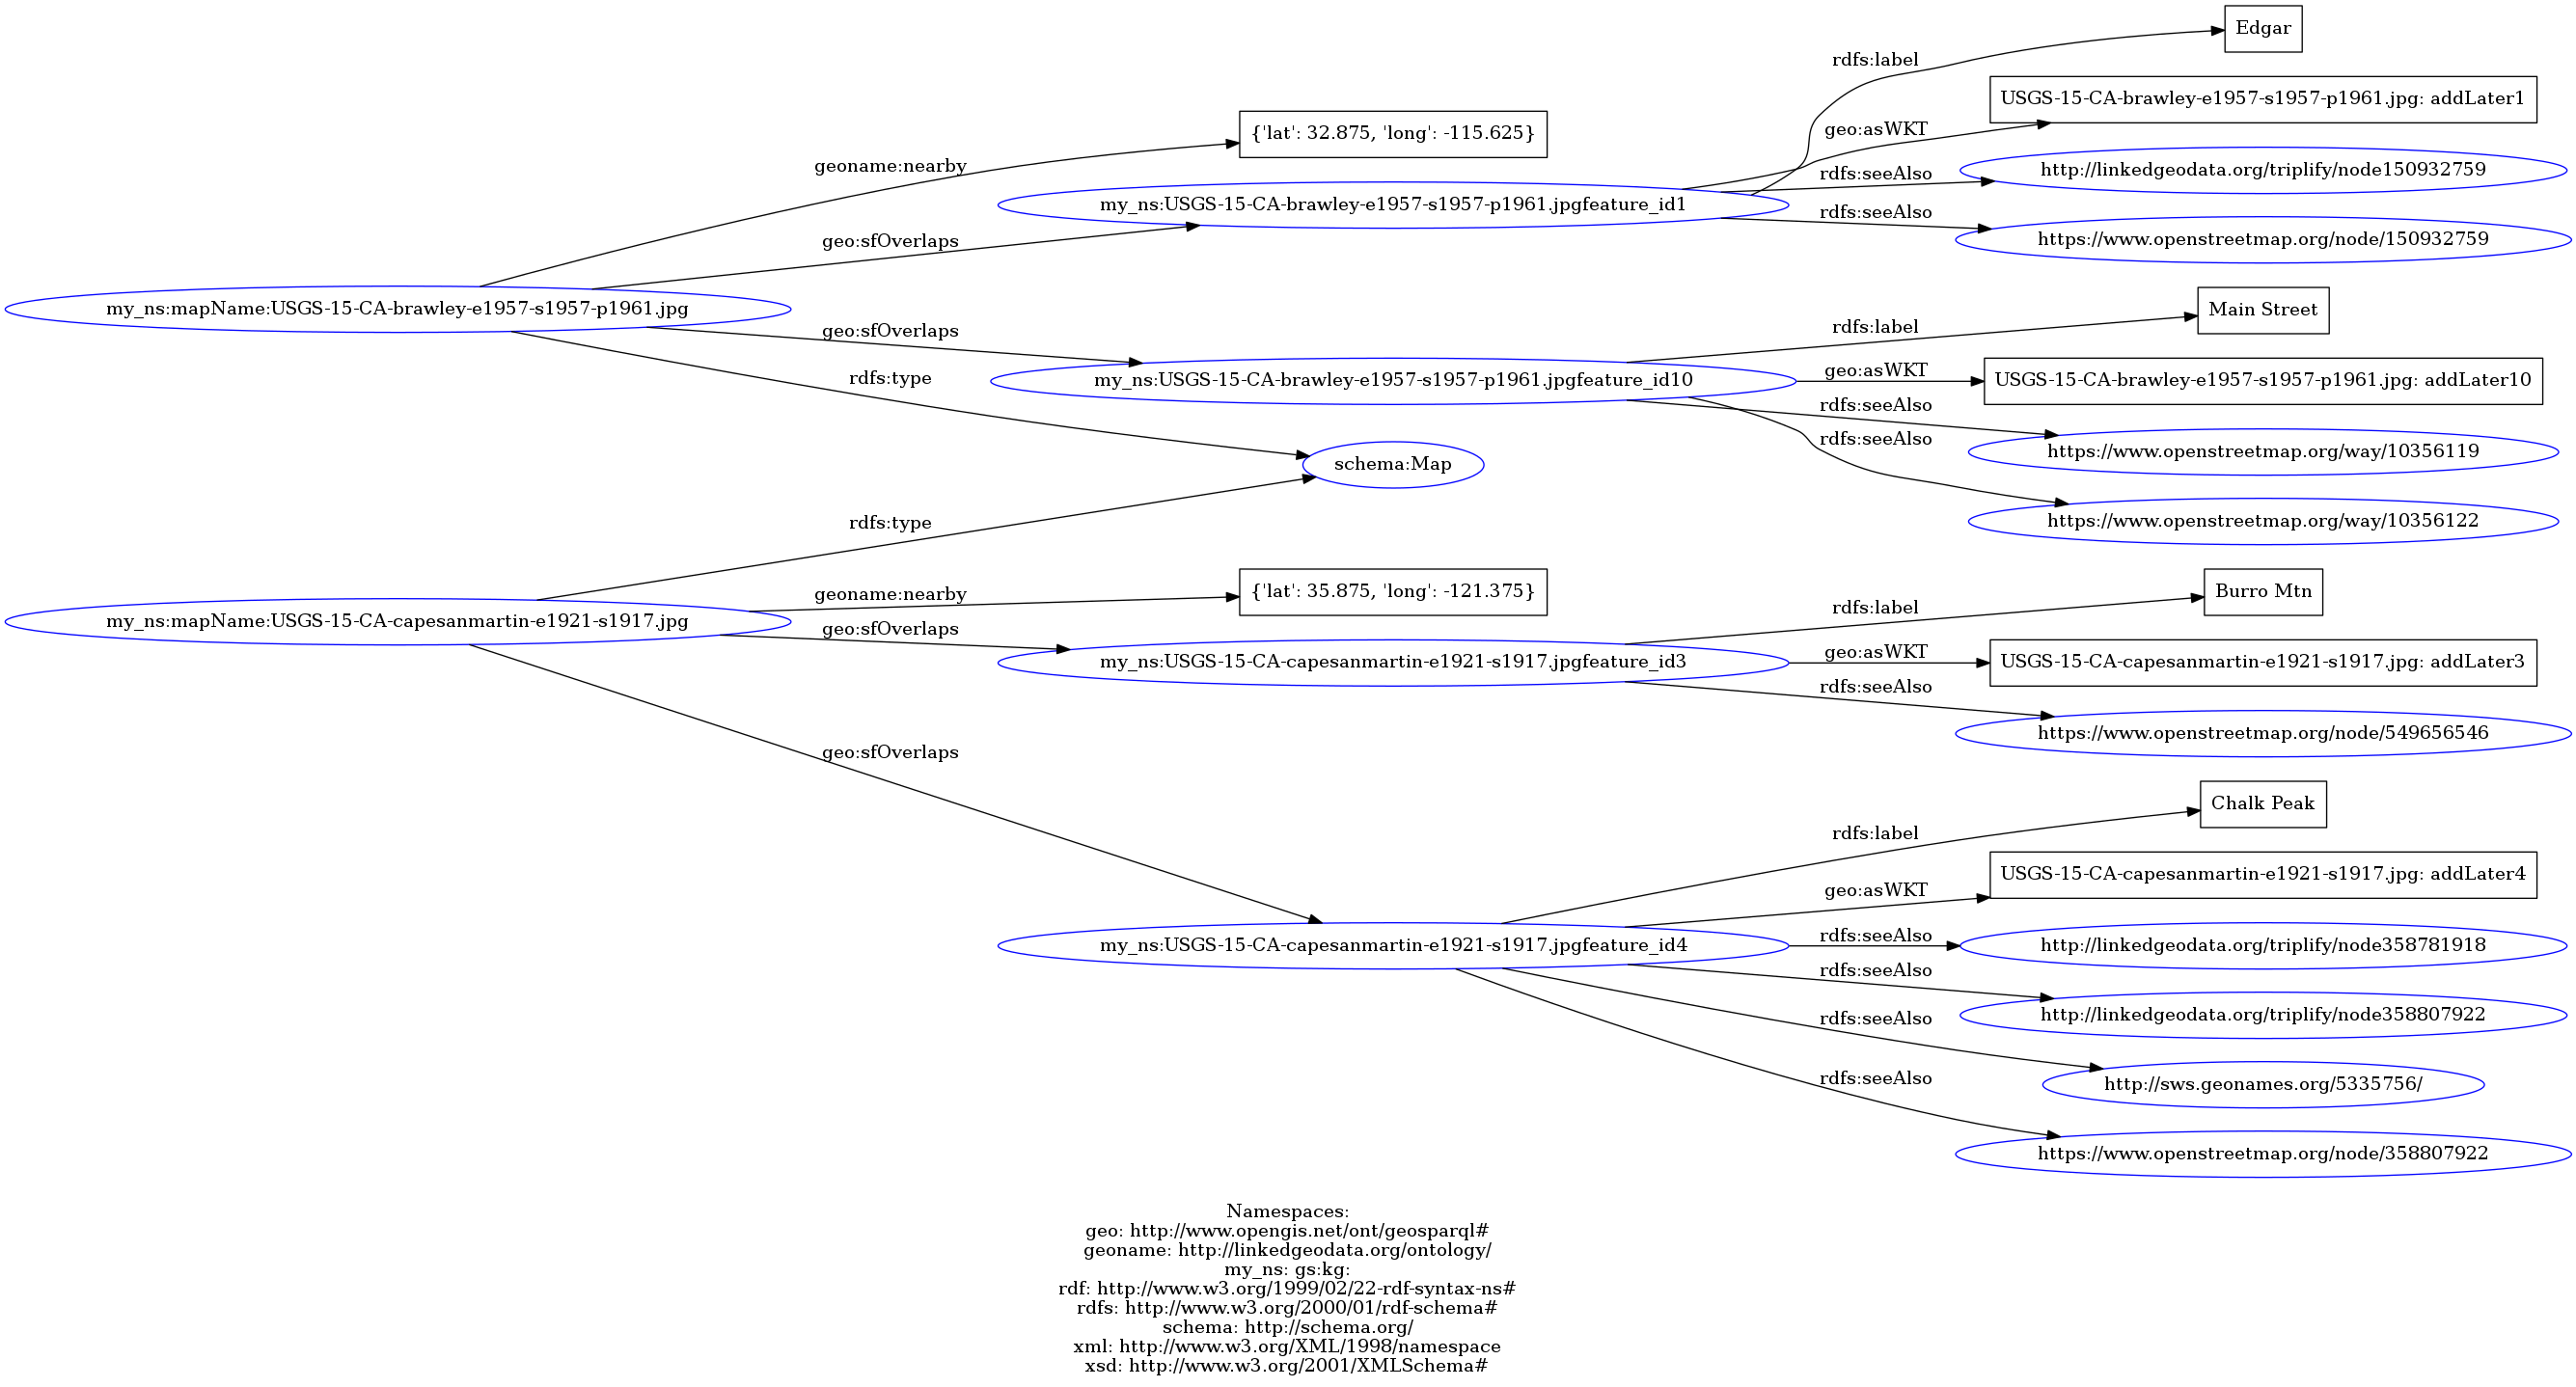 Edgar
rdfs:label
USGS-15-CA-brawley-e1957-s1957-p1961.jpg: addLater1
geo:asWKT
{'lat': 32.875, 'long': -115.625}
geoname:nearby
http://linkedgeodata.org/triplify/node150932759
rdfs:seeAlso
my_ns:USGS-15-CA-brawley-e1957-s1957-p1961.jpgfeature_id1
rdfs:seeAlso
https://www.openstreetmap.org/node/150932759
geo:sfOverlaps
my_ns:mapName:USGS-15-CA-brawley-e1957-s1957-p1961.jpg
Main Street
geo:sfOverlaps
rdfs:label
rdfs:type
geo:asWKT
my_ns:USGS-15-CA-brawley-e1957-s1957-p1961.jpgfeature_id10
USGS-15-CA-brawley-e1957-s1957-p1961.jpg: addLater10
rdfs:seeAlso
rdfs:seeAlso
https://www.openstreetmap.org/way/10356119
schema:Map
https://www.openstreetmap.org/way/10356122
rdfs:type
{'lat': 35.875, 'long': -121.375}
Burro Mtn
geoname:nearby
rdfs:label
my_ns:mapName:USGS-15-CA-capesanmartin-e1921-s1917.jpg
geo:sfOverlaps
geo:asWKT
my_ns:USGS-15-CA-capesanmartin-e1921-s1917.jpgfeature_id3
USGS-15-CA-capesanmartin-e1921-s1917.jpg: addLater3
rdfs:seeAlso
https://www.openstreetmap.org/node/549656546
geo:sfOverlaps
Chalk Peak
rdfs:label
USGS-15-CA-capesanmartin-e1921-s1917.jpg: addLater4
geo:asWKT
rdfs:seeAlso
my_ns:USGS-15-CA-capesanmartin-e1921-s1917.jpgfeature_id4
http://linkedgeodata.org/triplify/node358781918
rdfs:seeAlso
http://linkedgeodata.org/triplify/node358807922
rdfs:seeAlso
http://sws.geonames.org/5335756/
rdfs:seeAlso
https://www.openstreetmap.org/node/358807922
Namespaces:
geo: http://www.opengis.net/ont/geosparql#
geoname: http://linkedgeodata.org/ontology/
my_ns: gs:kg:
rdf: http://www.w3.org/1999/02/22-rdf-syntax-ns#
rdfs: http://www.w3.org/2000/01/rdf-schema#
schema: http://schema.org/
xml: http://www.w3.org/XML/1998/namespace
xsd: http://www.w3.org/2001/XMLSchema#